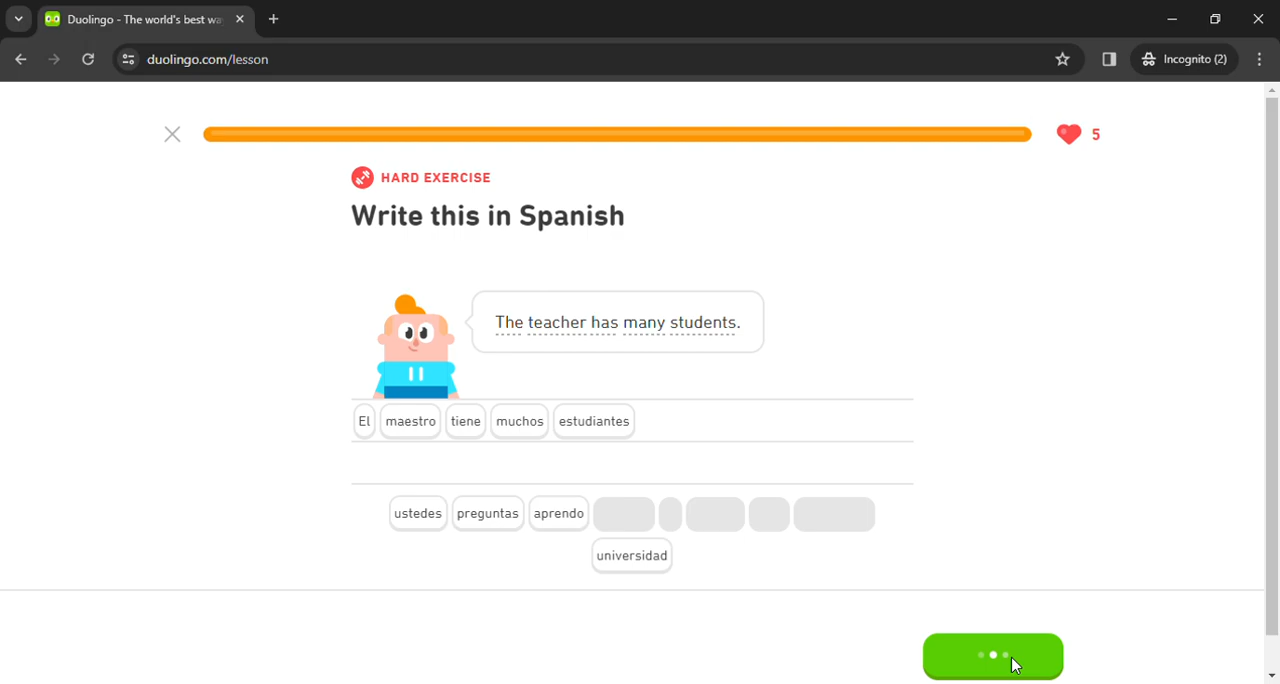 Duolingo - The world's best wa
duolingo.com/lesson
Incognito (2)
5
HARD EXERCISE
Write this in Spanish
The teacher has many students.
El maestro tiene muchos estudiantes
ustedes preguntas aprendo
universidad